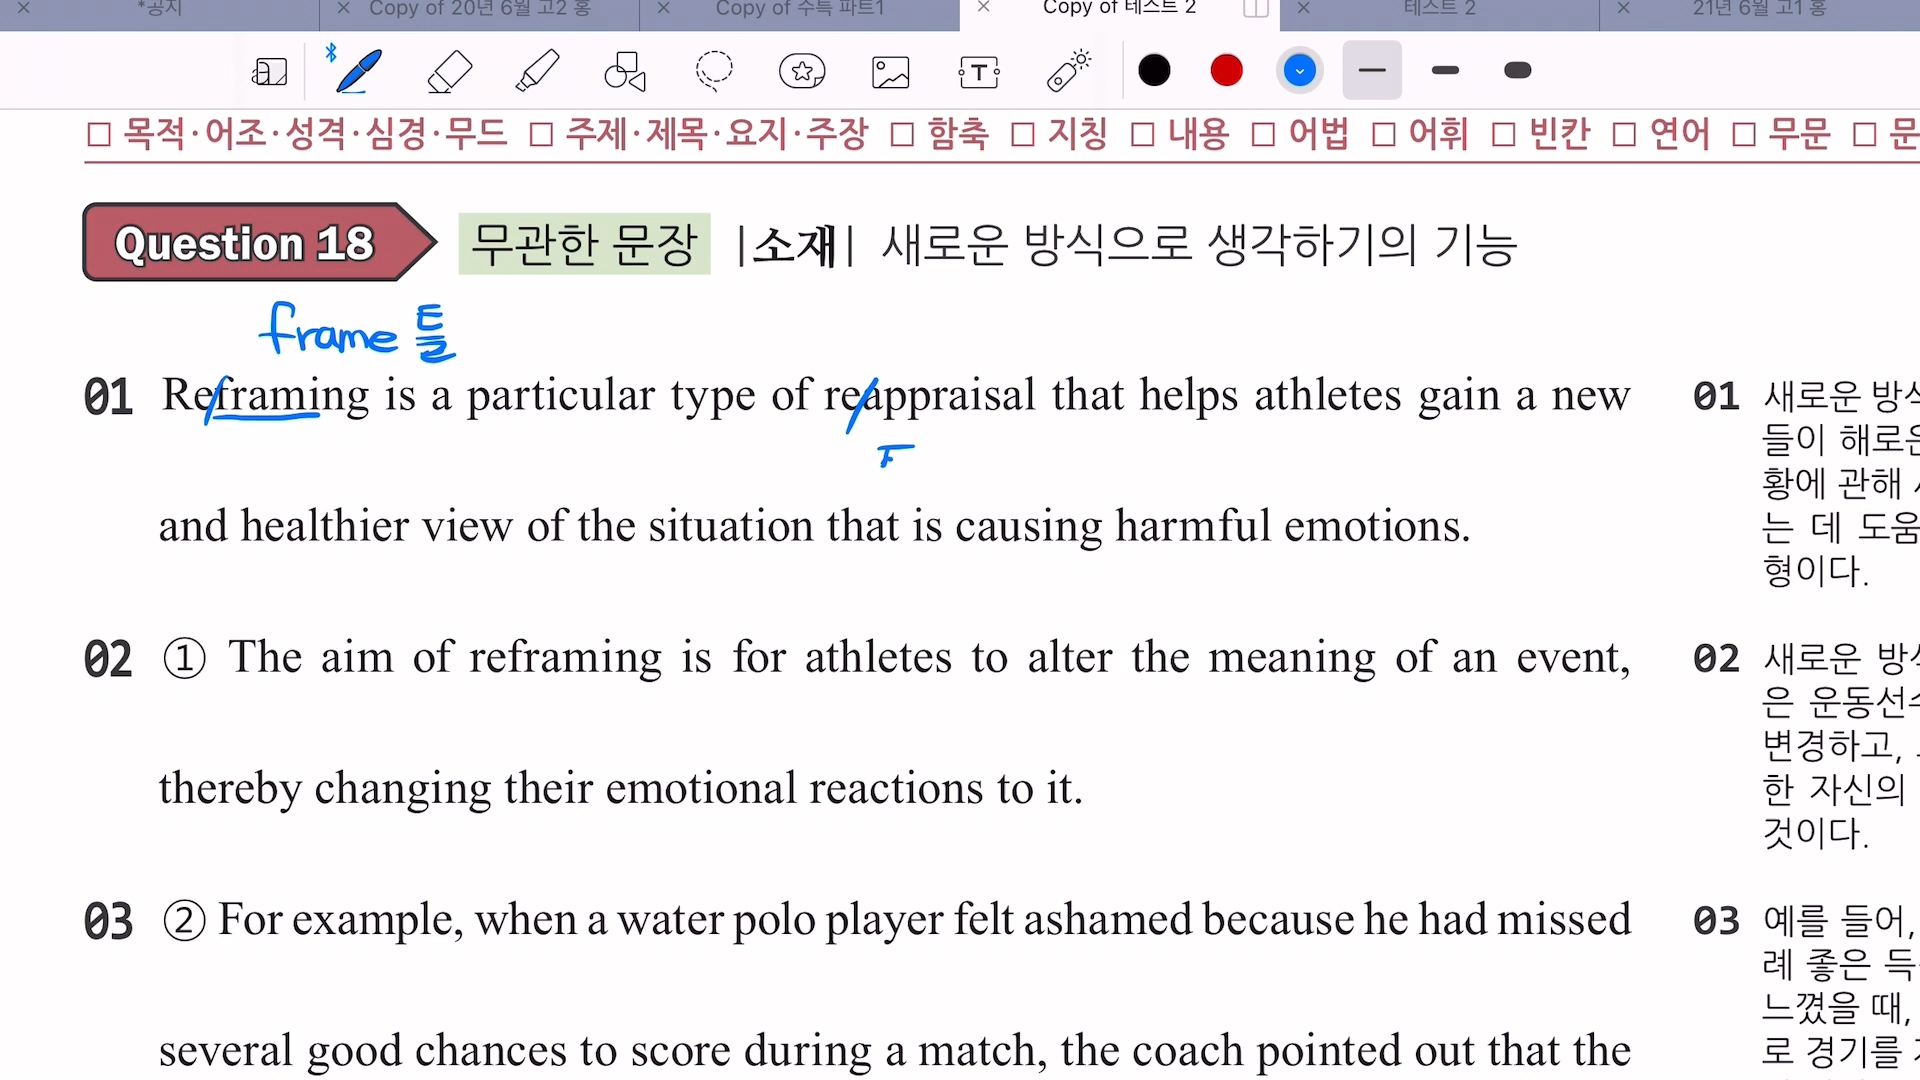 *공지
Copy of 20년 6월 고2 홍
Copy of 수특 파트1
Copy of 테스트 2
테스트 2
21년 6월 고1 홍
□ 목적·어조·성격·심경·무드 □ 주제·제목·요지·주장 □ 함축 □ 지칭 □ 내용 □ 어법 □ 어휘 □ 빈칸 □ 연어 □ 무문 □ 문
Question 18 무관한 문장 |소재| 새로운 방식으로 생각하기의 기능
frame 틀
01 Reframing is a particular type of reappraisal that helps athletes gain a new
and healthier view of the situation that is causing harmful emotions.
02 ① The aim of reframing is for athletes to alter the meaning of an event,
thereby changing their emotional reactions to it.
03 ② For example, when a water polo player felt ashamed because he had missed
several good chances to score during a match, the coach pointed out that the
01 새로운 방식
들이 해로운
황에 관해
는 데 도움
형이다.
02 새로운 방식
은 운동선수
변경하고,
한 자신의
것이다.
03 예를 들어,
례 좋은 득
느꼈을 때,
로 경기를